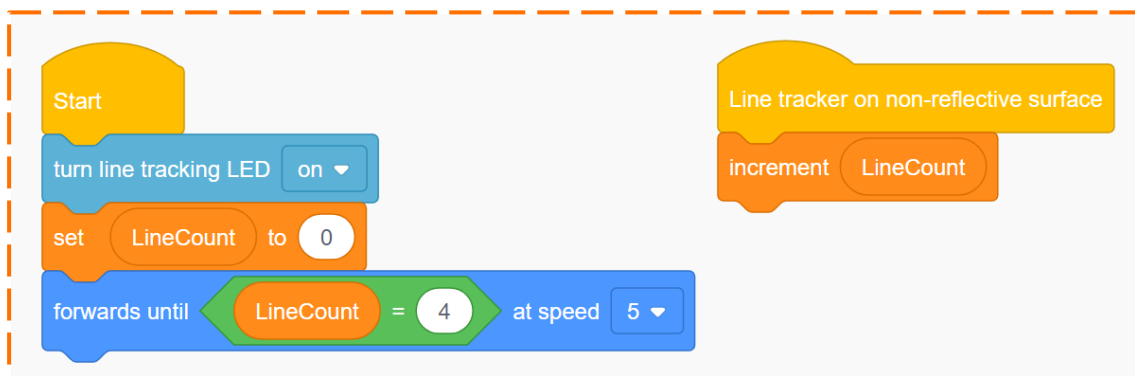 Start
turn line tracking LED on
set LineCount to 0
forwards until LineCount = 4 at speed 5
Line tracker on non-reflective surface
increment LineCount